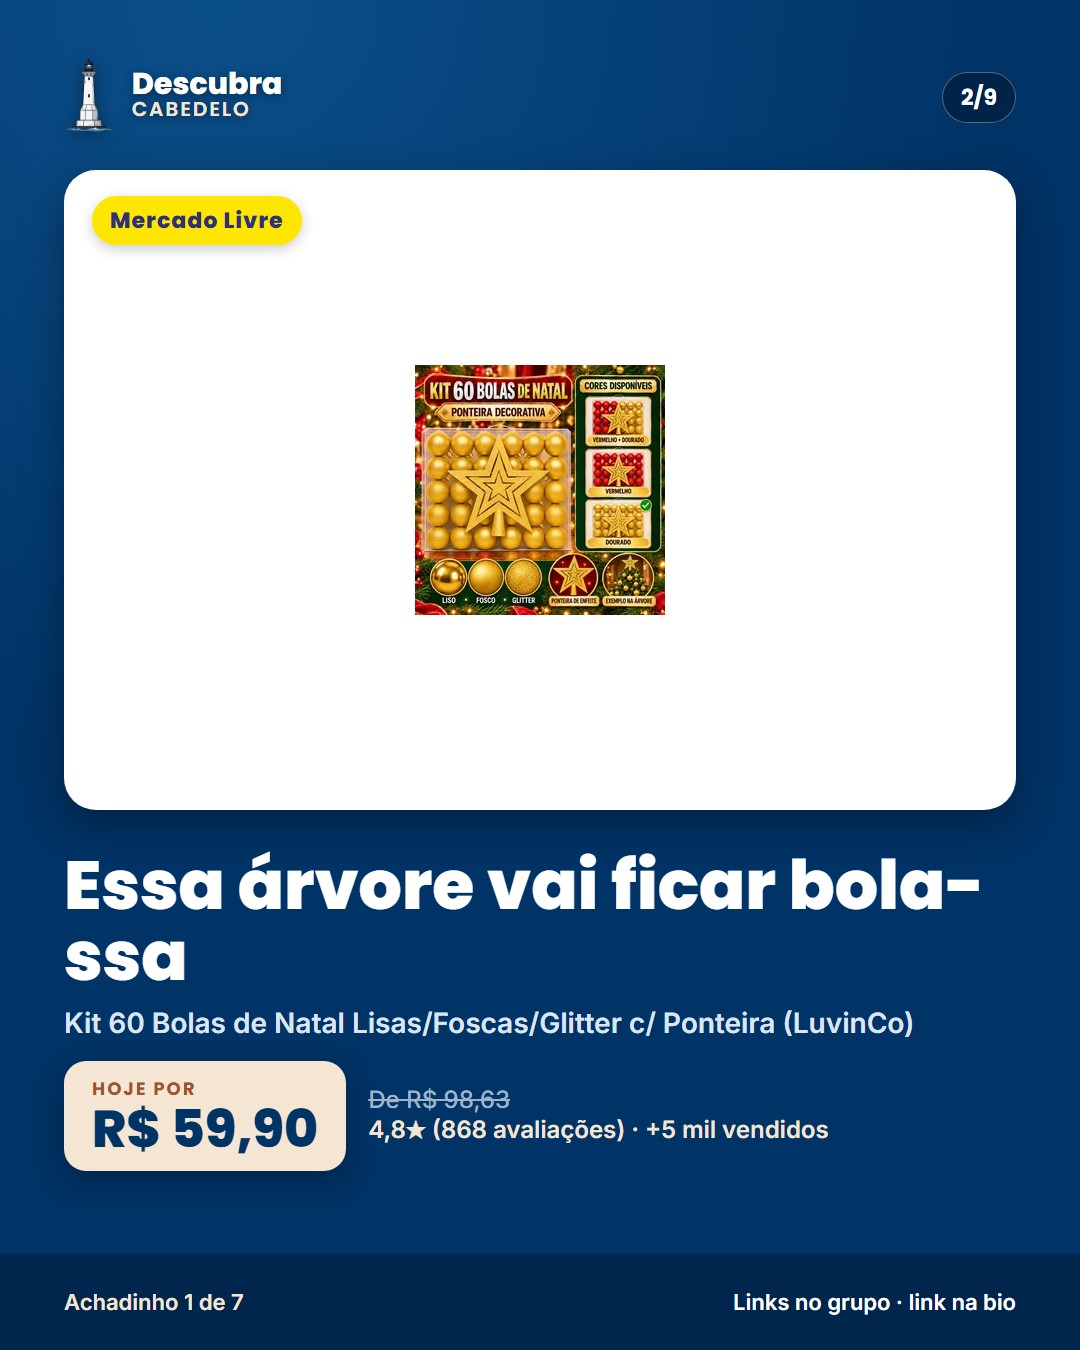 Descubra
CABEDELO
2/9
Mercado Livre
KIT 60 BOLAS DE NATAL
PONTEIRA DECORATIVA
CORES DISPONÍVEIS
VERMELHO + DOURADO
VERMELHO
DOURADO
LISO • FOSCO • GLITTER
PONTEIRA DE ENFEITE
EXEMPLO NA ÁRVORE
Essa árvore vai ficar bola-
ssa
Kit 60 Bolas de Natal Lisas/Foscas/Glitter c/ Ponteira (LuvinCo)
HOJE POR
R$ 59,90
De R$ 98,63
4,8★ (868 avaliações) · +5 mil vendidos
Achadinho 1 de 7
Links no grupo · link na bio